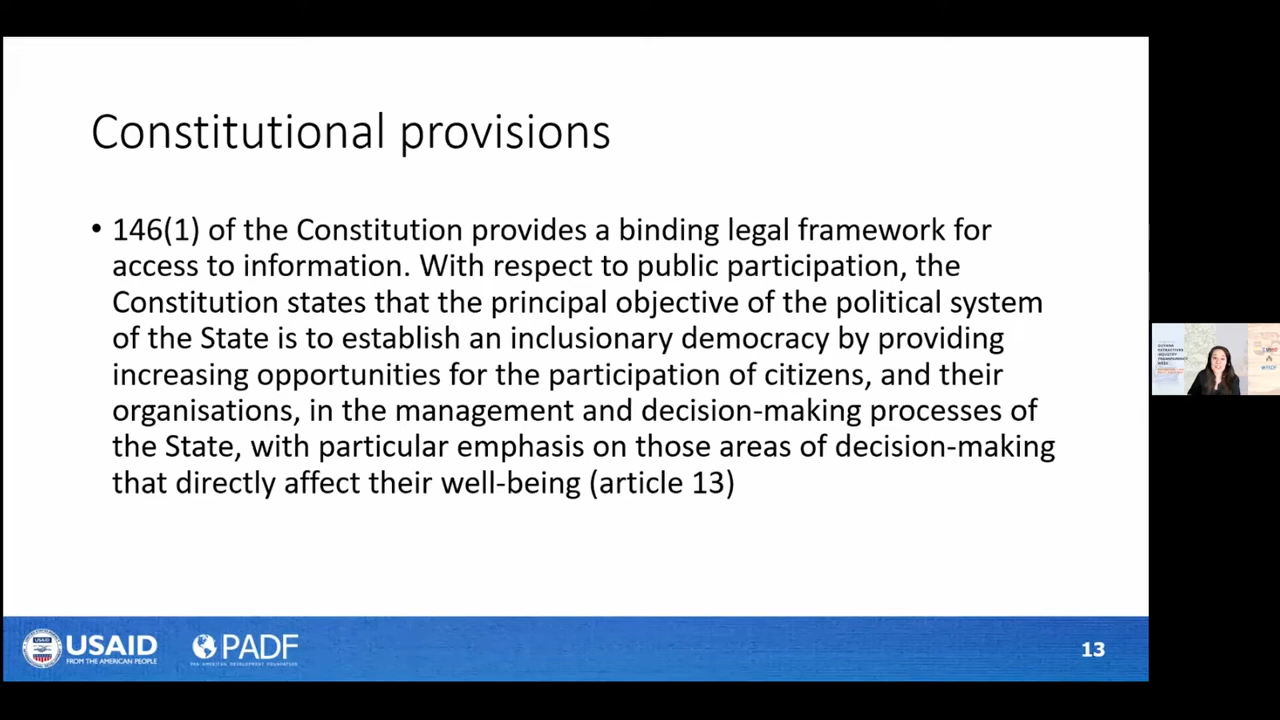 Constitutional provisions
• 146(1) of the Constitution provides a binding legal framework for
access to information. With respect to public participation, the
Constitution states that the principal objective of the political system
of the State is to establish an inclusionary democracy by providing
increasing opportunities for the participation of citizens, and their
organisations, in the management and decision-making processes of
the State, with particular emphasis on those areas of decision-making
that directly affect their well-being (article 13)
USAID
FROM THE AMERICAN PEOPLE
PADF
PAN AMERICAN DEVELOPMENT FOUNDATION
13